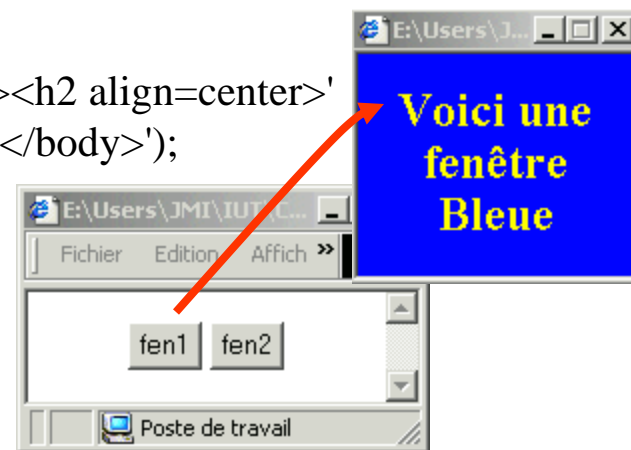 E:\Users\J...
><h2 align=center>'
</body>');
Voici une
fenêtre
Bleue
E:\Users\JMI\IUT\C...
Fichier Edition Affich »
fen1 fen2
Poste de travail